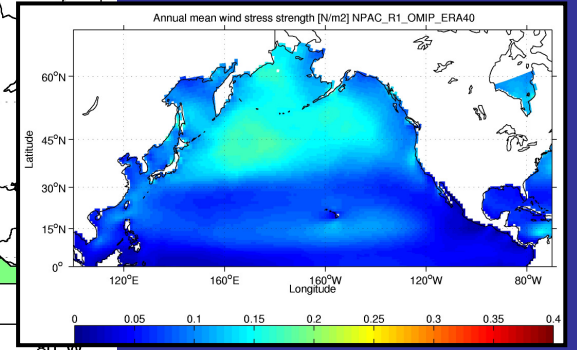 Annual mean wind stress strength [N/m2] NPAC_R1_OMIP_ERA40
60°N
45°N
30°N
15°N
0°
Latitude
120°E 160°E 160°W 120°W 80°W
Longitude
0 0.05 0.1 0.15 0.2 0.25 0.3 0.35 0.4